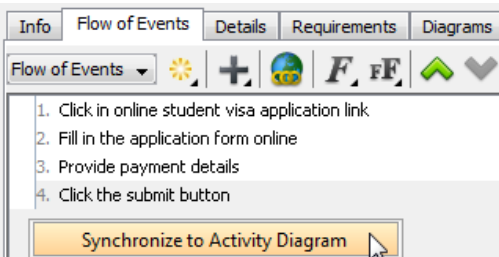 Info Flow of Events Details Requirements Diagrams
Flow of Events F FF
1. Click in online student visa application link
2. Fill in the application form online
3. Provide payment details
4. Click the submit button
Synchronize to Activity Diagram